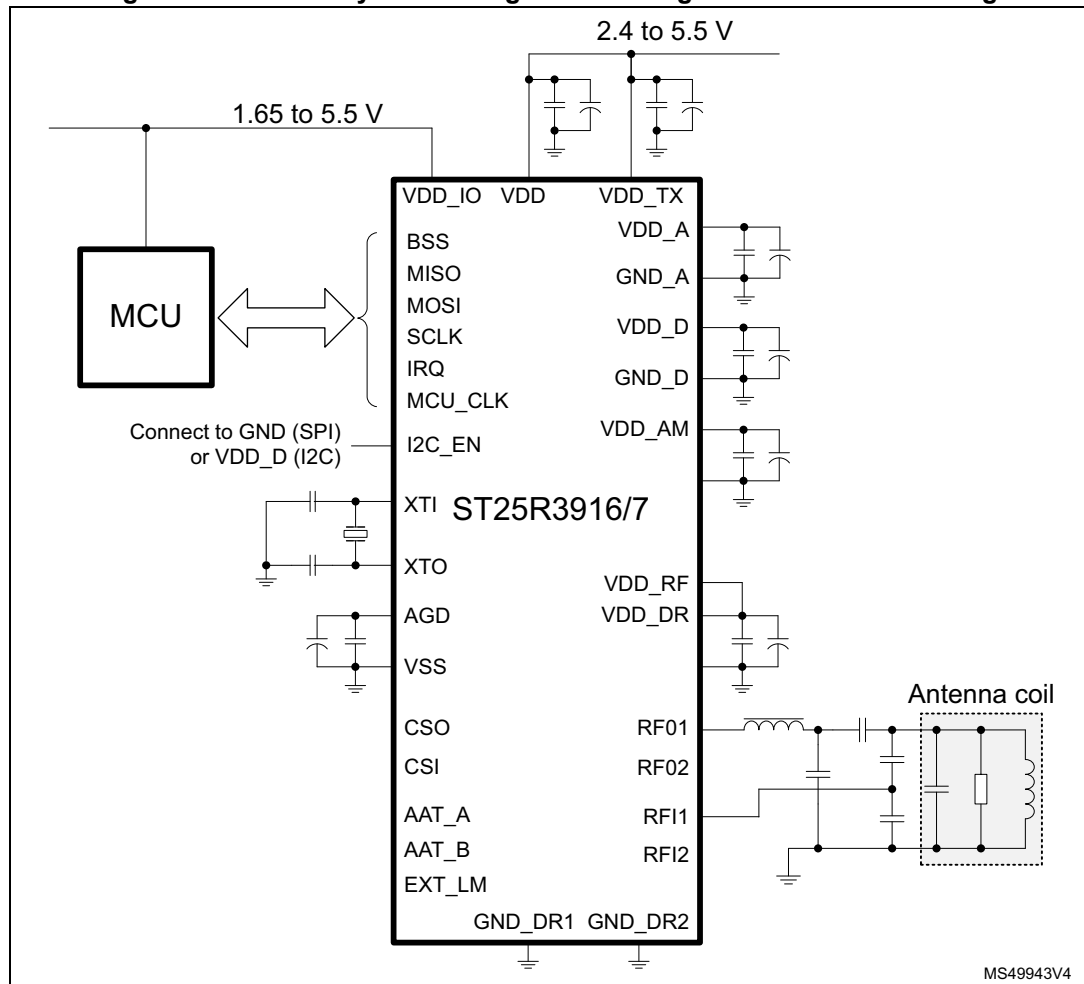 2.4 to 5.5 V
1.65 to 5.5 V
VDD_IO VDD VDD_TX
BSS
MISO
MOSI
SCLK
IRQ
MCU_CLK
I2C_EN
XTI
XTO
AGD
VSS
CSO
CSI
AAT_A
AAT_B
EXT_LM
MCU
Connect to GND (SPI)
or VDD_D (I2C)
ST25R3916/7
VDD_A
GND_A
VDD_D
GND_D
VDD_AM
VDD_RF
VDD_DR
RF01
RF02
RFI1
RFI2
GND_DR1 GND_DR2
Antenna coil
MS49943V4